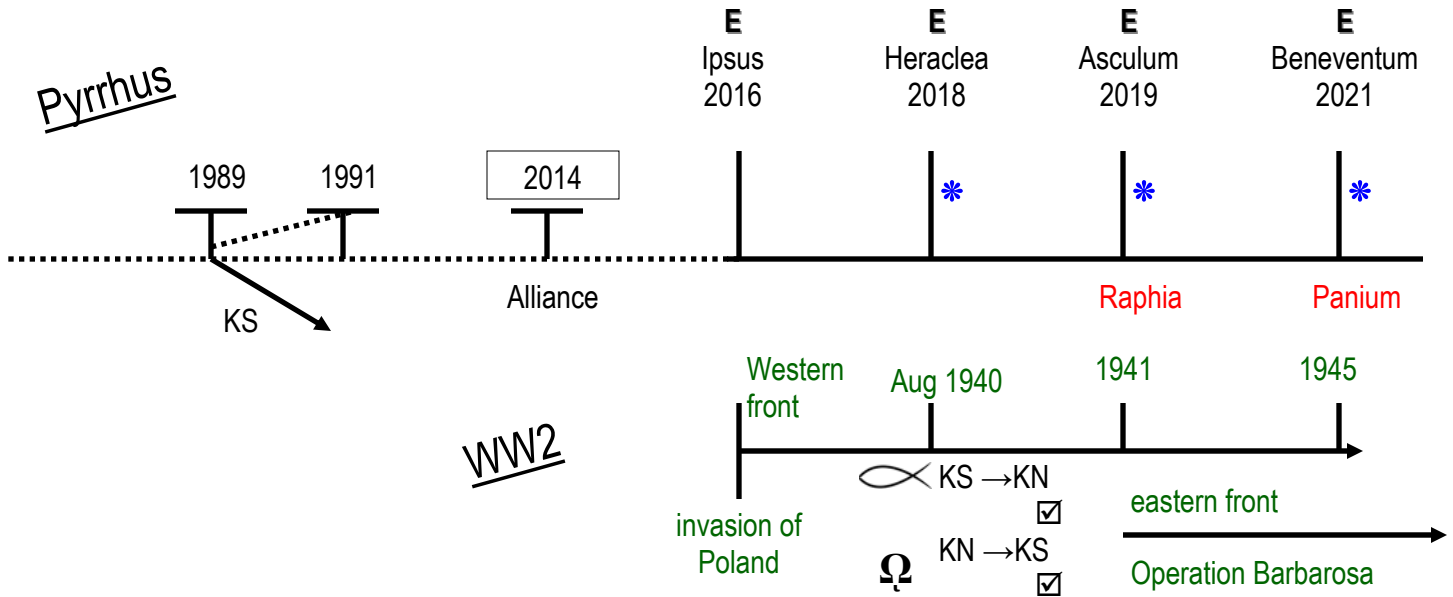 E E E E
Ipsus Heraclea Asculum Beneventum
2016 2018 2019 2021
Pyrrhus
1989 1991 2014
Alliance Raphia Panium
KS
Western
front
Aug 1940 1941 1945
WW2
KS →KN
☑
eastern front
invasion of
Poland
Ω KN →KS
☑
Operation Barbarosa